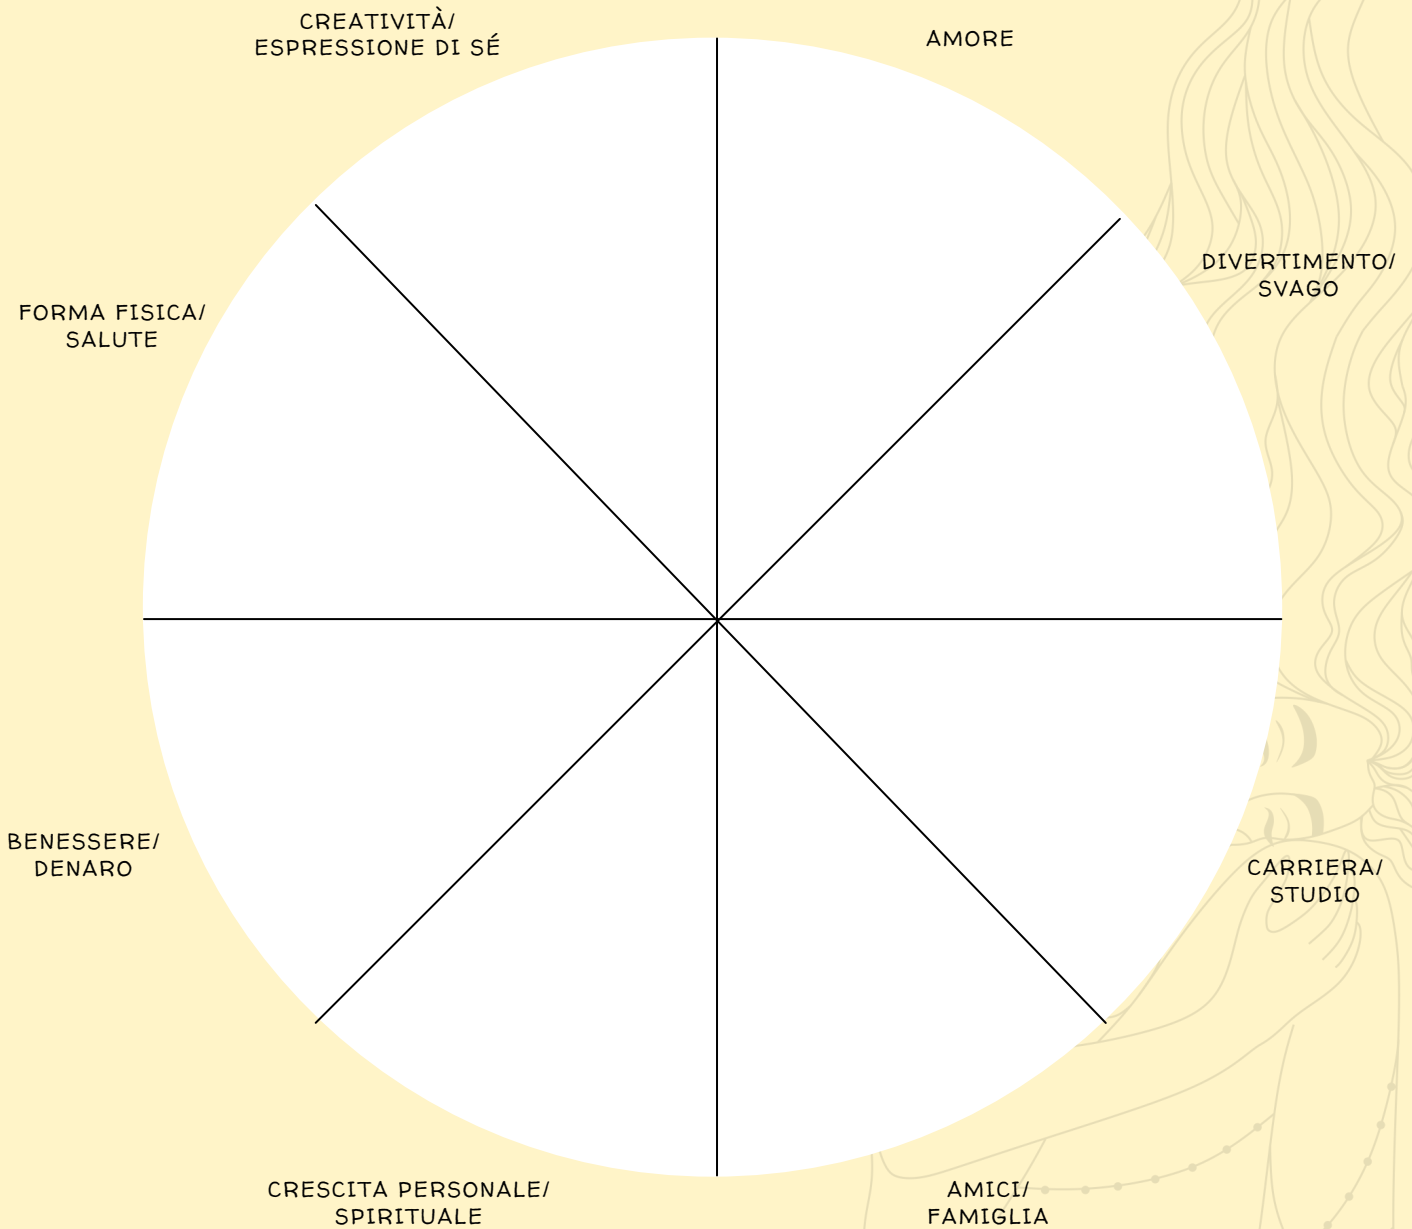 CREATIVITÀ/
ESPRESSIONE DI SÉ
AMORE
DIVERTIMENTO/
SVAGO
FORMA FISICA/
SALUTE
BENESSERE/
DENARO
CARRIERA/
STUDIO
CRESCITA PERSONALE/
SPIRITUALE
AMICI/
FAMIGLIA